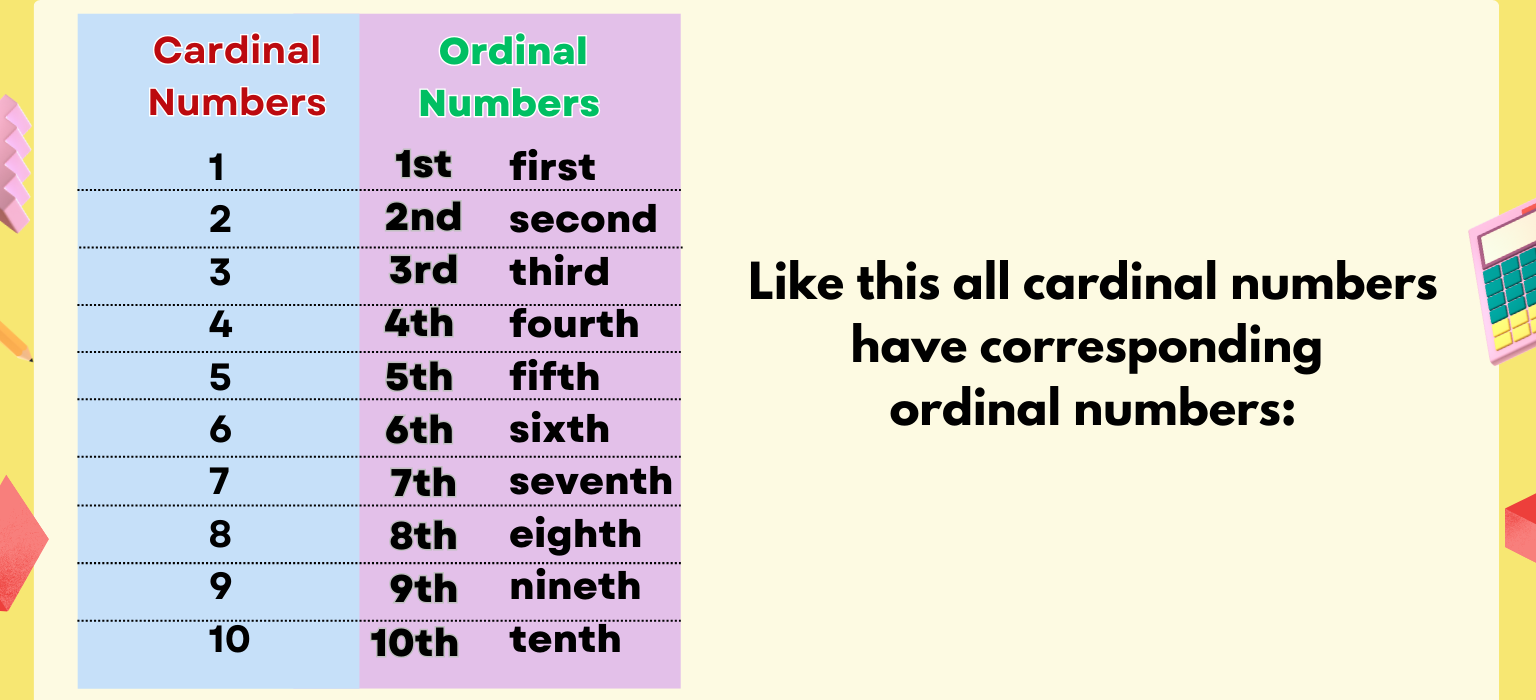 Cardinal Ordinal
Numbers Numbers
1 1st first
2 2nd second
3 3rd third
4 4th fourth
5 5th fifth
6 6th sixth
7 7th seventh
8 8th eighth
9 9th nineth
10 10th tenth
Like this all cardinal numbers
have corresponding
ordinal numbers: